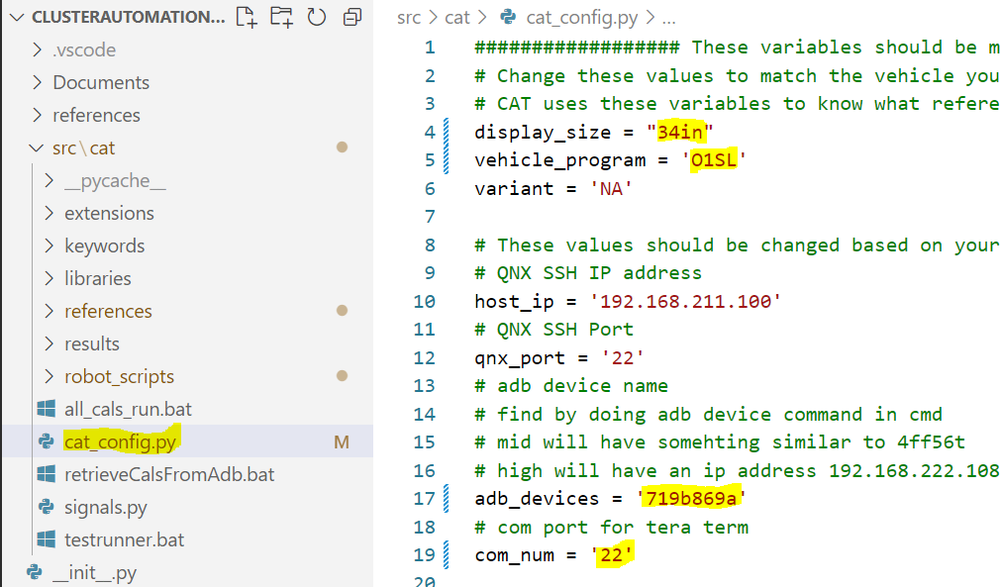 CLUSTERAUTOMATION...
.vscode
Documents
references
src\cat
__pycache__
extensions
keywords
libraries
references
results
robot_scripts
all_cals_run.bat
cat_config.py M
retrieveCalsFromAdb.bat
signals.py
testrunner.bat
__init__.py
src > cat > cat_config.py > ...
1 ################## These variables should be m
2 # Change these values to match the vehicle you
3 # CAT uses these variables to know what refere
4 display_size = "34in"
5 vehicle_program = 'O1SL'
6 variant = 'NA'
7
8 # These values should be changed based on your
9 # QNX SSH IP address
10 host_ip = '192.168.211.100'
11 # QNX SSH Port
12 qnx_port = '22'
13 # adb device name
14 # find by doing adb device command in cmd
15 # mid will have somehting similar to 4ff56t
16 # high will have an ip address 192.168.222.108
17 adb_devices = '719b869a'
18 # com port for tera term
19 com_num = '22'
20